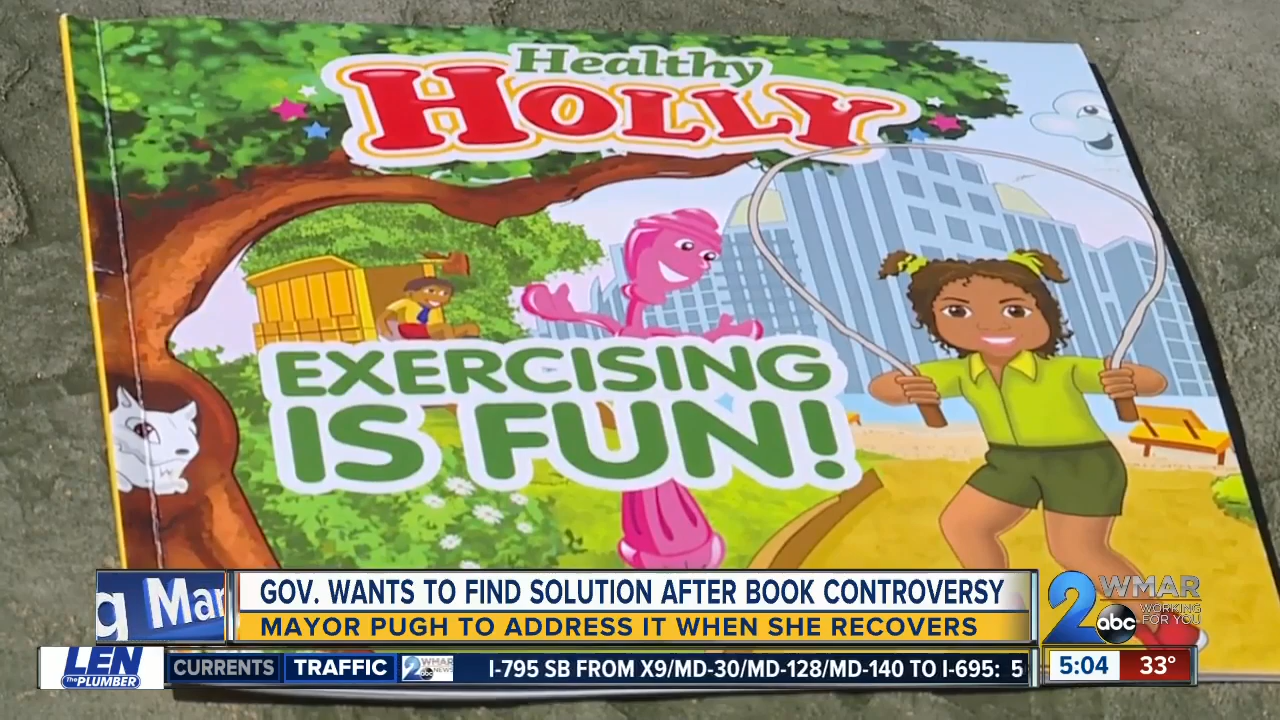 Healthy
HOLLY
EXERCISING
IS FUN!
g Mar
GOV. WANTS TO FIND SOLUTION AFTER BOOK CONTROVERSY
MAYOR PUGH TO ADDRESS IT WHEN SHE RECOVERS
2 WMAR
abc WORKING
FOR YOU
LEN
The PLUMBER
CURRENTS
TRAFFIC
2 WMAR
abc NEWS
I-795 SB FROM X9/MD-30/MD-128/MD-140 TO I-695: 5
5:04
33°